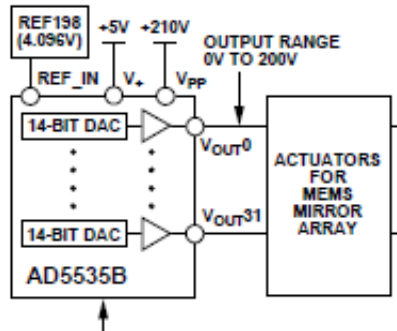 REF198
(4.096V)
+5V
+210V
OUTPUT RANGE
0V TO 200V
REF_IN
V+
VPP
14-BIT DAC
VOUT0
14-BIT DAC
VOUT31
AD5535B
ACTUATORS
FOR
MEMS
MIRROR
ARRAY